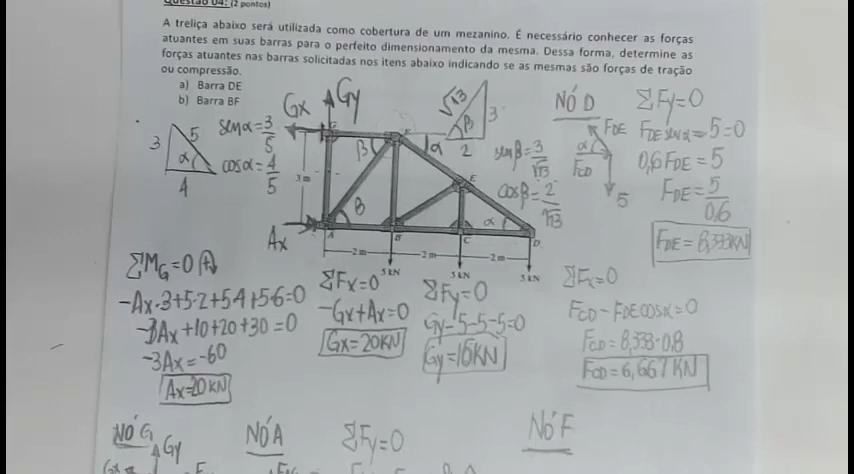 Questão 04: (2 pontos)
A treliça abaixo será utilizada como cobertura de um mezanino. É necessário conhecer as forças
atuantes em suas barras para o perfeito dimensionamento da mesma. Dessa forma, determine as
forças atuantes nas barras solicitadas nos itens abaixo indicando se as mesmas são forças de tração
ou compressão.
a) Barra DE
b) Barra BF
3 5 α 4
senα=3/5
cosα=4/5
Gx Gy
β α
3 m
β E α
Ax A B C D
2 m 2 m 2 m
5 kN 5 kN 5 kN
√13 3 β 2
senβ=3/√13
cosβ=2/√13
NÓ D
FDE α FCD 5
ΣFy=0
FDE senα-5=0
0,6FDE=5
FDE=5/0,6
FDE=8,333KN
ΣMG=0
-Ax.3+5.2+5.4+5.6=0
-3Ax+10+20+30=0
-3Ax=-60
Ax=20KN
ΣFx=0
-Gx+Ax=0
Gx=20KN
ΣFy=0
Gy-5-5-5=0
Gy=15KN
ΣFx=0
FCD-FDEcosα=0
FCD=8,333.0,8
FCD=6,667KN
NÓ G
Gy
Gx
NÓ A
ΣFy=0
NÓ F